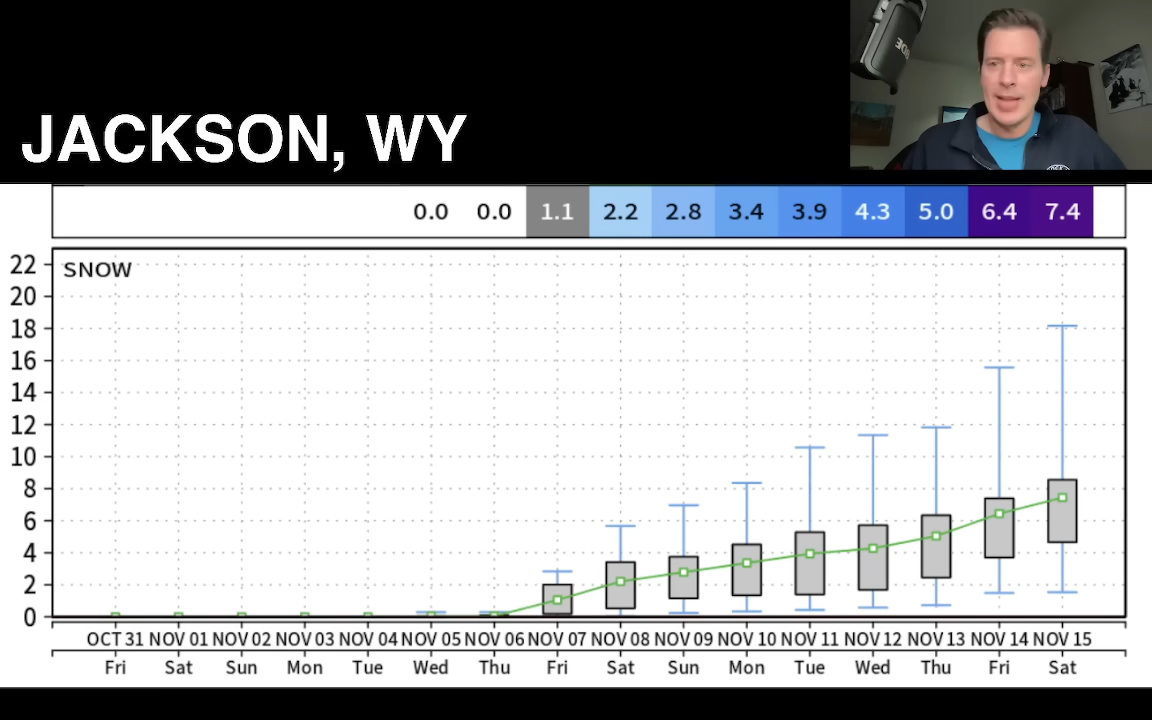 JACKSON, WY
0.0 0.0 1.1 2.2 2.8 3.4 3.9 4.3 5.0 6.4 7.4
SNOW
22
20
18
16
14
12
10
8
6
4
2
0
OCT 31 NOV 01 NOV 02 NOV 03 NOV 04 NOV 05 NOV 06 NOV 07 NOV 08 NOV 09 NOV 10 NOV 11 NOV 12 NOV 13 NOV 14 NOV 15
Fri Sat Sun Mon Tue Wed Thu Fri Sat Sun Mon Tue Wed Thu Fri Sat